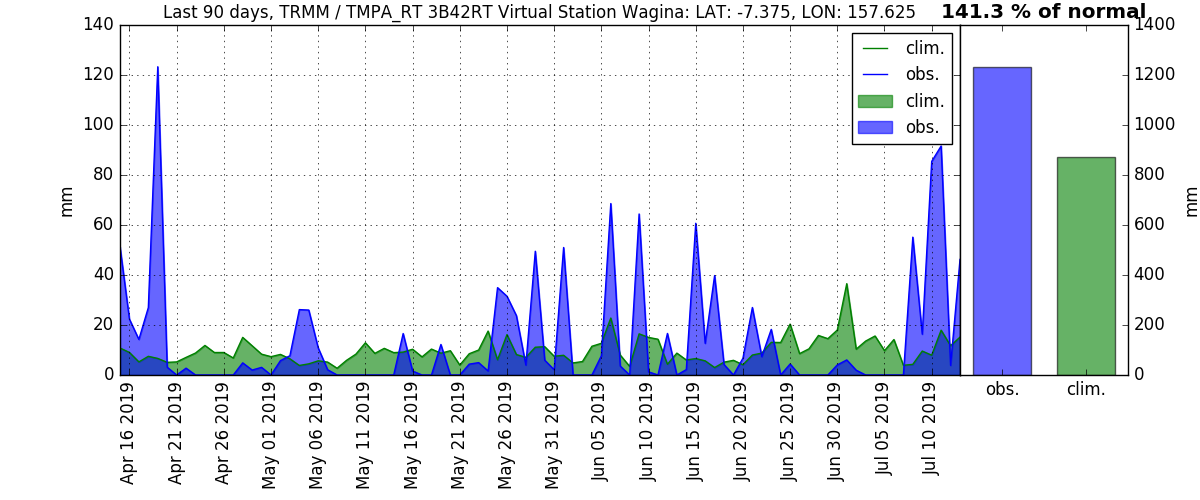 Last 90 days, TRMM / TMPA_RT 3B42RT Virtual Station Wagina: LAT: -7.375, LON: 157.625
141.3 % of normal
140
120
100
80
60
40
20
0
mm
clim.
obs.
clim.
obs.
1400
1200
1000
800
600
400
200
0
mm
Apr 16 2019
Apr 21 2019
Apr 26 2019
May 01 2019
May 06 2019
May 11 2019
May 16 2019
May 21 2019
May 26 2019
May 31 2019
Jun 05 2019
Jun 10 2019
Jun 15 2019
Jun 20 2019
Jun 25 2019
Jun 30 2019
Jul 05 2019
Jul 10 2019
obs.
clim.